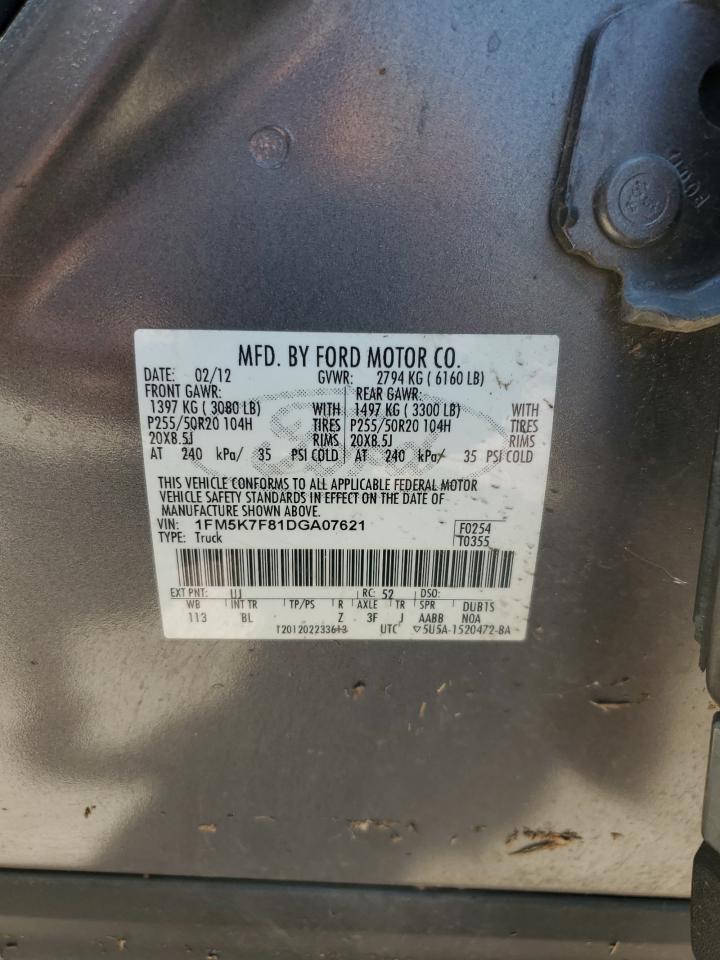 MFD. BY FORD MOTOR CO.
DATE: 02/12 GVWR: 2794 KG ( 6160 LB)
FRONT GAWR: REAR GAWR:
1397 KG ( 3080 LB) WITH 1497 KG ( 3300 LB) WITH
P255/50R20 104H TIRES P255/50R20 104H TIRES
20X8.5J RIMS 20X8.5J RIMS
AT 240 kPa/ 35 PSI COLD AT 240 kPa/ 35 PSI COLD
THIS VEHICLE CONFORMS TO ALL APPLICABLE FEDERAL MOTOR
VEHICLE SAFETY STANDARDS IN EFFECT ON THE DATE OF
MANUFACTURE SHOWN ABOVE.
VIN: 1FM5K7F81DGA07621 F0254
TYPE: Truck T0355
EXT PNT: UJ RC: 52 DSO:
WB INT TR TP/PS R AXLE TR SPR DUB1S
113 BL Z 3F J AABB NOA
T201202233613 UTC ▽5U5A-1520472-BA
Ford